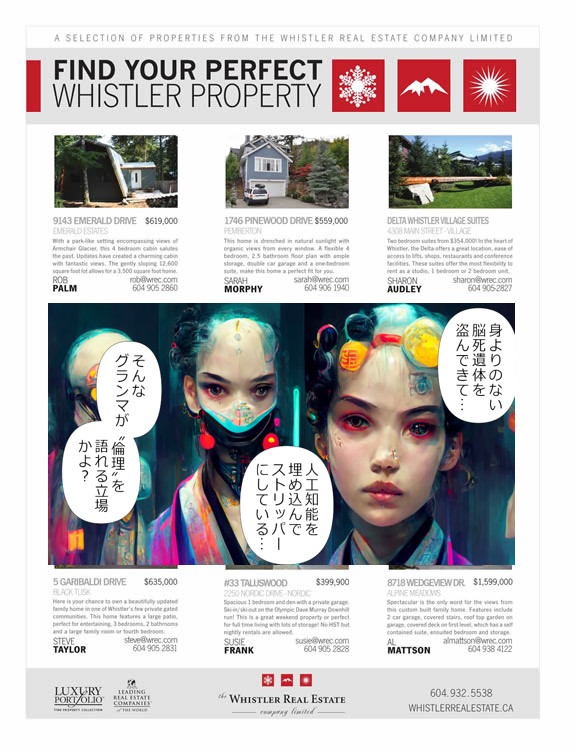 A SELECTION OF PROPERTIES FROM THE WHISTLER REAL ESTATE COMPANY LIMITED
FIND YOUR PERFECT
WHISTLER PROPERTY
9143 EMERALD DRIVE $619,000
EMERALD ESTATES
With a park-like setting encompassing views of
Armchair Glacier, this 4 bedroom cabin salutes
the past. Updates have created a charming cabin
with fantastic views. The gently sloping 12,600
square foot lot allows for a 3,500 square foot home.
ROB rob@wrec.com
PALM 604 905 2860
1746 PINEWOOD DRIVE $559,000
PEMBERTON
This home is drenched in natural sunlight with
organic views from every window. A flexible 4
bedroom, 2.5 bathroom floor plan with ample
storage, double car garage and a one-bedroom
suite, make this home a perfect fit for you.
SARAH sarah@wrec.com
MORPHY 604 906 1940
DELTA WHISTLER VILLAGE SUITES
4308 MAIN STREET - VILLAGE
Two bedroom suites from $354,000! In the heart of
Whistler, the Delta offers a great location, ease of
access to lifts, shops, restaurants and conference
facilities. These suites offer the most flexibility to
rent as a studio, 1 bedroom or 2 bedroom unit.
SHARON sharon@wrec.com
AUDLEY 604 905-2827
身よりのない
脳死遺体を
盗んできて…
人工知能を
埋め込んで
ストリッパー
にしている…
そんな
グランマが
〝倫理〟を
語れる立場
かよ?
5 GARIBALDI DRIVE $635,000
BLACK TUSK
Here is your chance to own a beautifully updated
family home in one of Whistler's few private gated
communities. This home features a large patio,
perfect for entertaining, 3 bedrooms, 2 bathrooms
and a large family room or fourth bedroom.
STEVE steve@wrec.com
TAYLOR 604 905 2831
#33 TALUSWOOD $399,900
2250 NORDIC DRIVE - NORDIC
Spacious 1 bedroom and den with a private garage.
Ski-in/ski-out on the Olympic Dave Murray Downhill
run! This is a great weekend property or perfect
for full time living with lots of storage! No HST but
nightly rentals are allowed.
SUSIE susie@wrec.com
FRANK 604 905 2828
8718 WEDGEVIEW DR. $1,599,000
ALPINE MEADOWS
Spectacular is the only word for the views from
this custom built family home. Features include
2 car garage, covered stairs, roof top garden on
garage, covered deck on first level, which has a self
contained suite, ensuited bedroom and storage.
AL almattson@wrec.com
MATTSON 604 938 4122
LUXURY
PORTFOLIO
FINE PROPERTY COLLECTION
LEADING
REAL ESTATE
COMPANIES
OF THE WORLD
the WHISTLER REAL ESTATE
company limited
604.932.5538
WHISTLERREALESTATE.CA